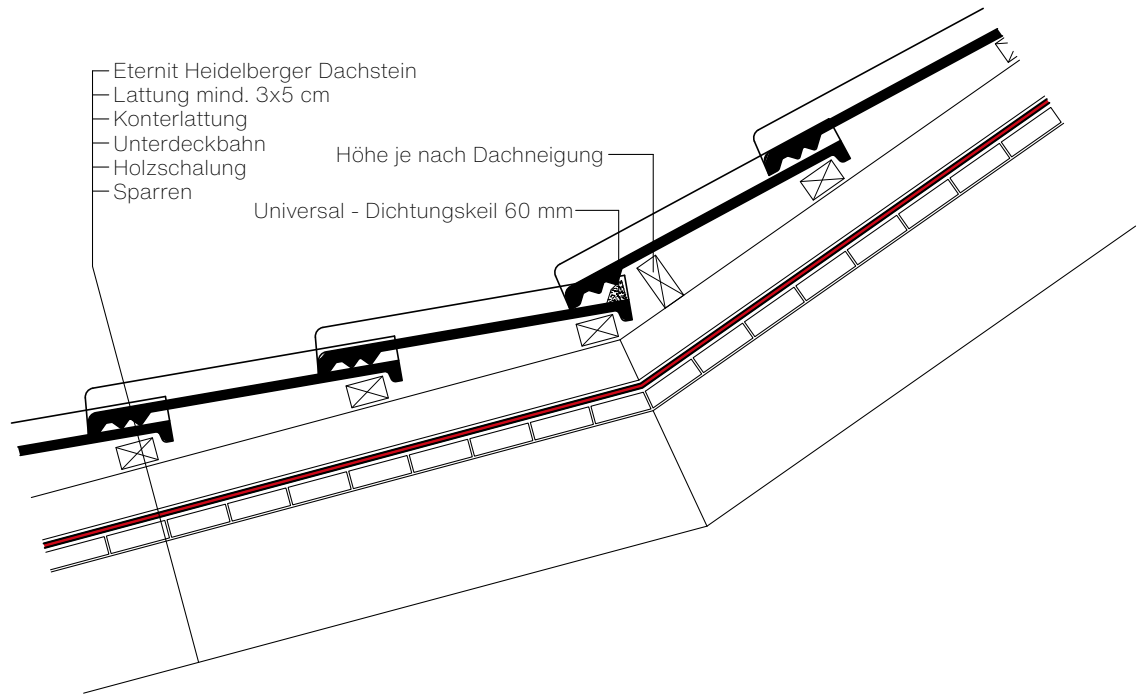 Eternit Heidelberger Dachstein
Lattung mind. 3x5 cm
Konterlattung
Unterdeckbahn
Holzschalung
Sparren
Höhe je nach Dachneigung
Universal - Dichtungskeil 60 mm